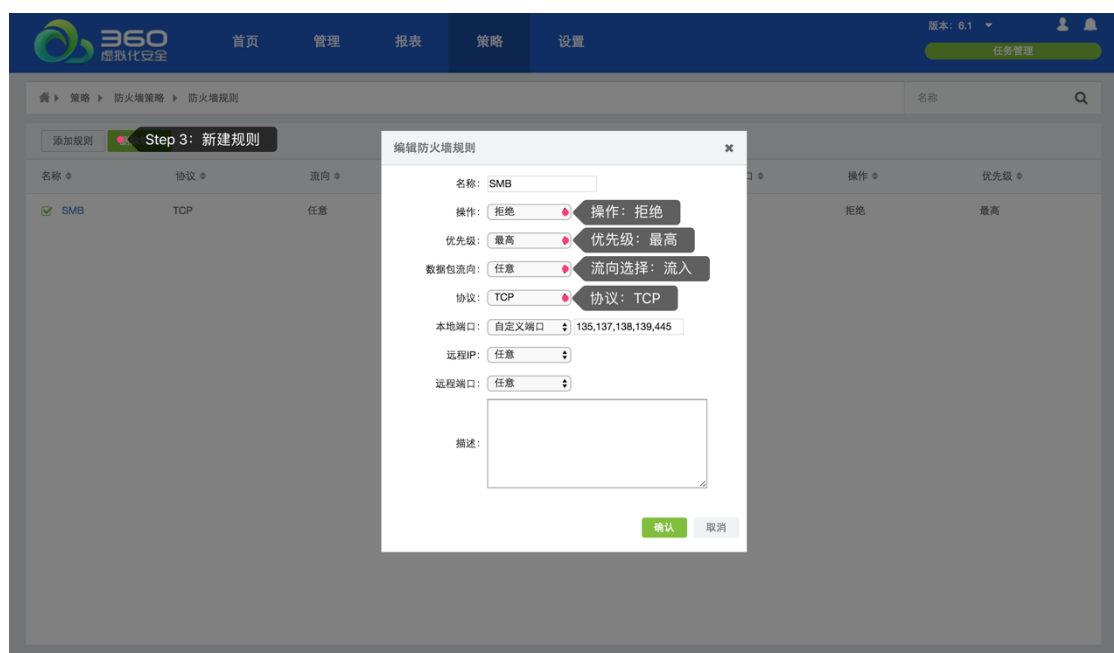 360
虚拟化安全
首页
管理
报表
策略
设置
版本: 6.1
任务管理
策略
防火墙策略
防火墙规则
名称
添加规则
Step 3：新建规则
编辑防火墙规则
名称
协议
流向
口
操作
优先级
SMB
TCP
任意
拒绝
最高
名称:
SMB
操作:
拒绝
操作：拒绝
优先级:
最高
优先级：最高
数据包流向:
任意
流向选择：流入
协议:
TCP
协议：TCP
本地端口:
自定义端口
135,137,138,139,445
远程IP:
任意
远程端口:
任意
描述:
确认
取消